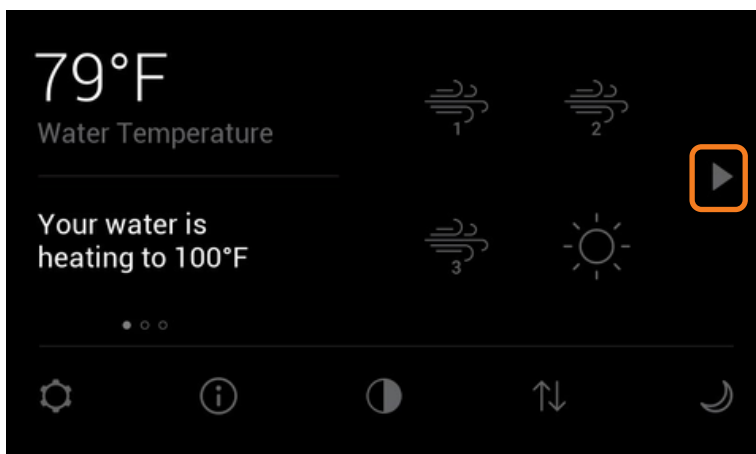 79°F
Water Temperature
Your water is
heating to 100°F
1
2
3
i